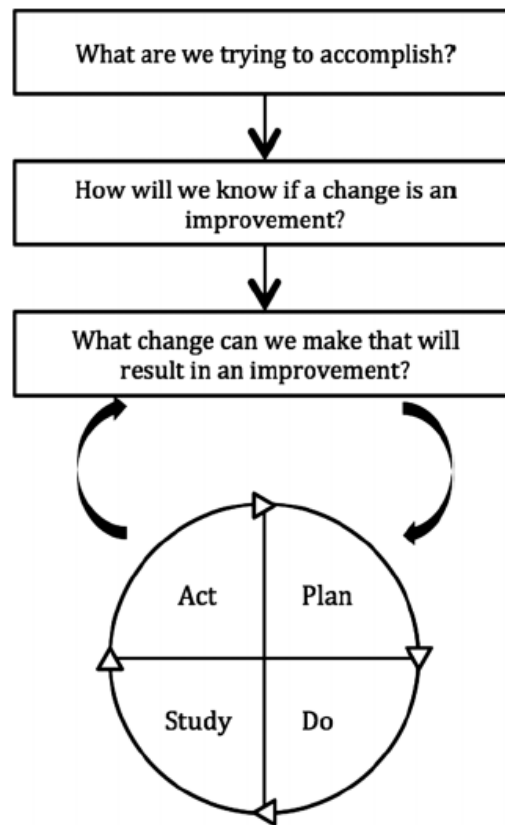 What are we trying to accomplish?
How will we know if a change is an
improvement?
What change can we make that will
result in an improvement?
Act
Plan
Study
Do